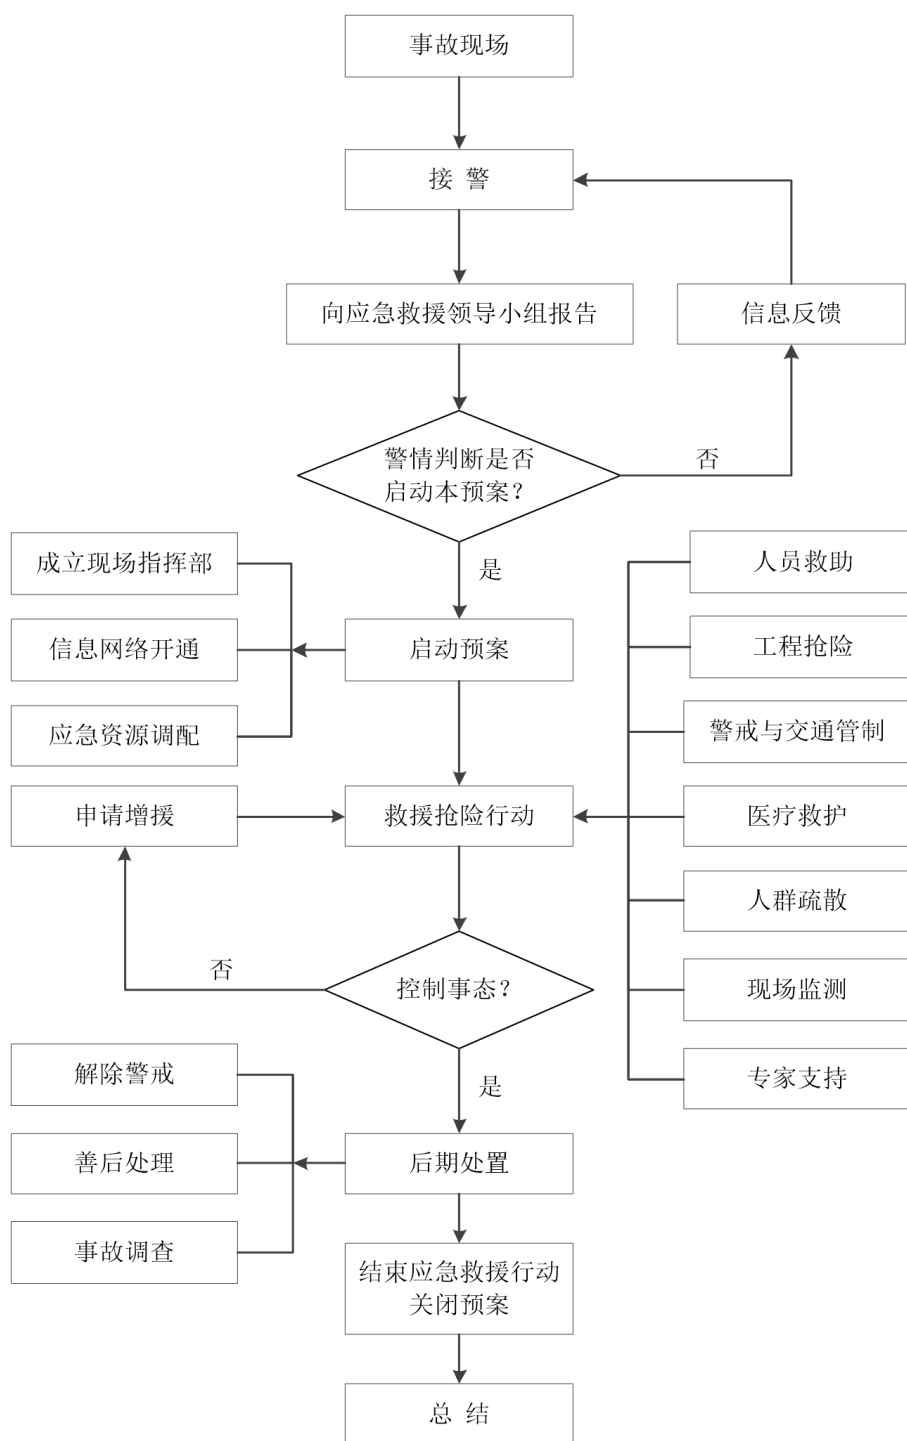 事故现场
接 警
向应急救援领导小组报告
信息反馈
警情判断是否
启动本预案？
否
是
成立现场指挥部
信息网络开通
应急资源调配
启动预案
人员救助
工程抢险
警戒与交通管制
医疗救护
人群疏散
现场监测
专家支持
申请增援
救援抢险行动
否
控制事态？
是
解除警戒
善后处理
事故调查
后期处置
结束应急救援行动
关闭预案
总 结